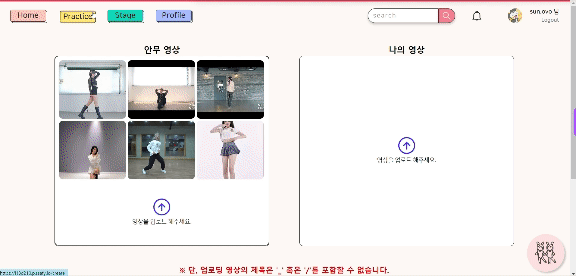 Home
Practice
Stage
Profile
search
sun.oyo 님
Logout
안무 영상
나의 영상
영상을 업로드 해주세요.
영상을 업로드 해주세요.
※ 단, 업로딩 영상의 제목은 '_' 혹은 '/'를 포함할 수 없습니다.